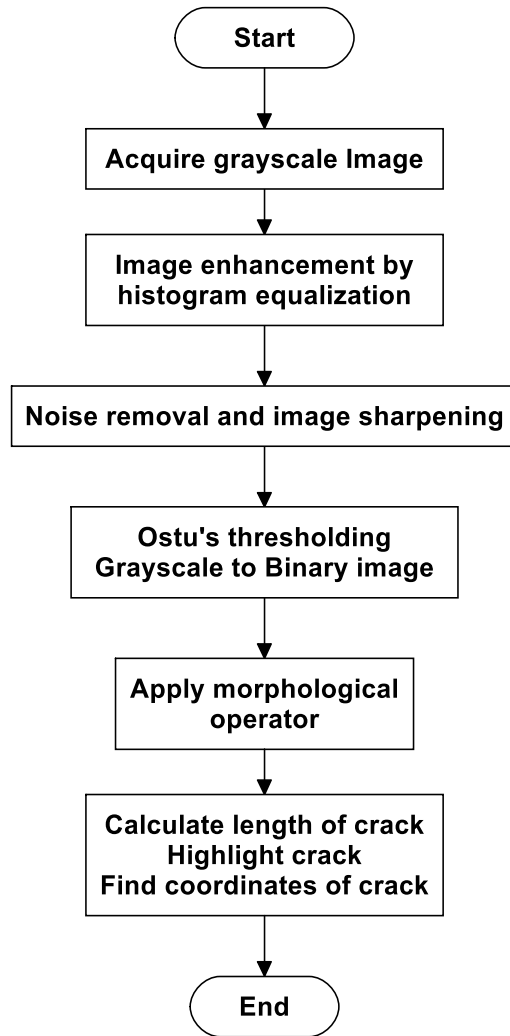 Start
Acquire grayscale Image
Image enhancement by
histogram equalization
Noise removal and image sharpening
Ostu's thresholding
Grayscale to Binary image
Apply morphological
operator
Calculate length of crack
Highlight crack
Find coordinates of crack
End